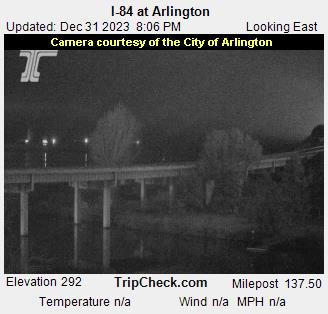 I-84 at Arlington
Updated: Dec 31 2023 8:06 PM Looking East
Camera courtesy of the City of Arlington
Elevation 292 TripCheck.com Milepost 137.50
Temperature n/a Wind n/a MPH n/a